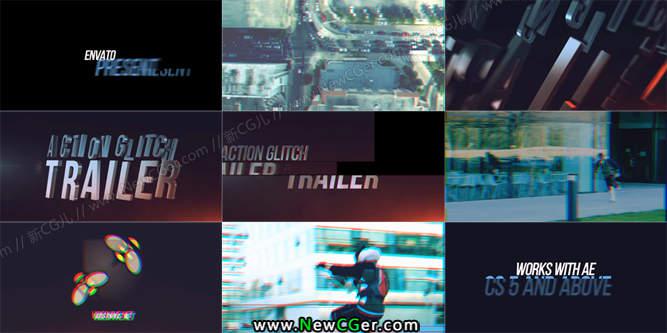 ENVATO
PRESENT
ACTION GLITCH
TRAILER
ACTION GLITCH
TRAILER
WORKS WITH AE
CS 5 AND ABOVE
www.NewCGer.com